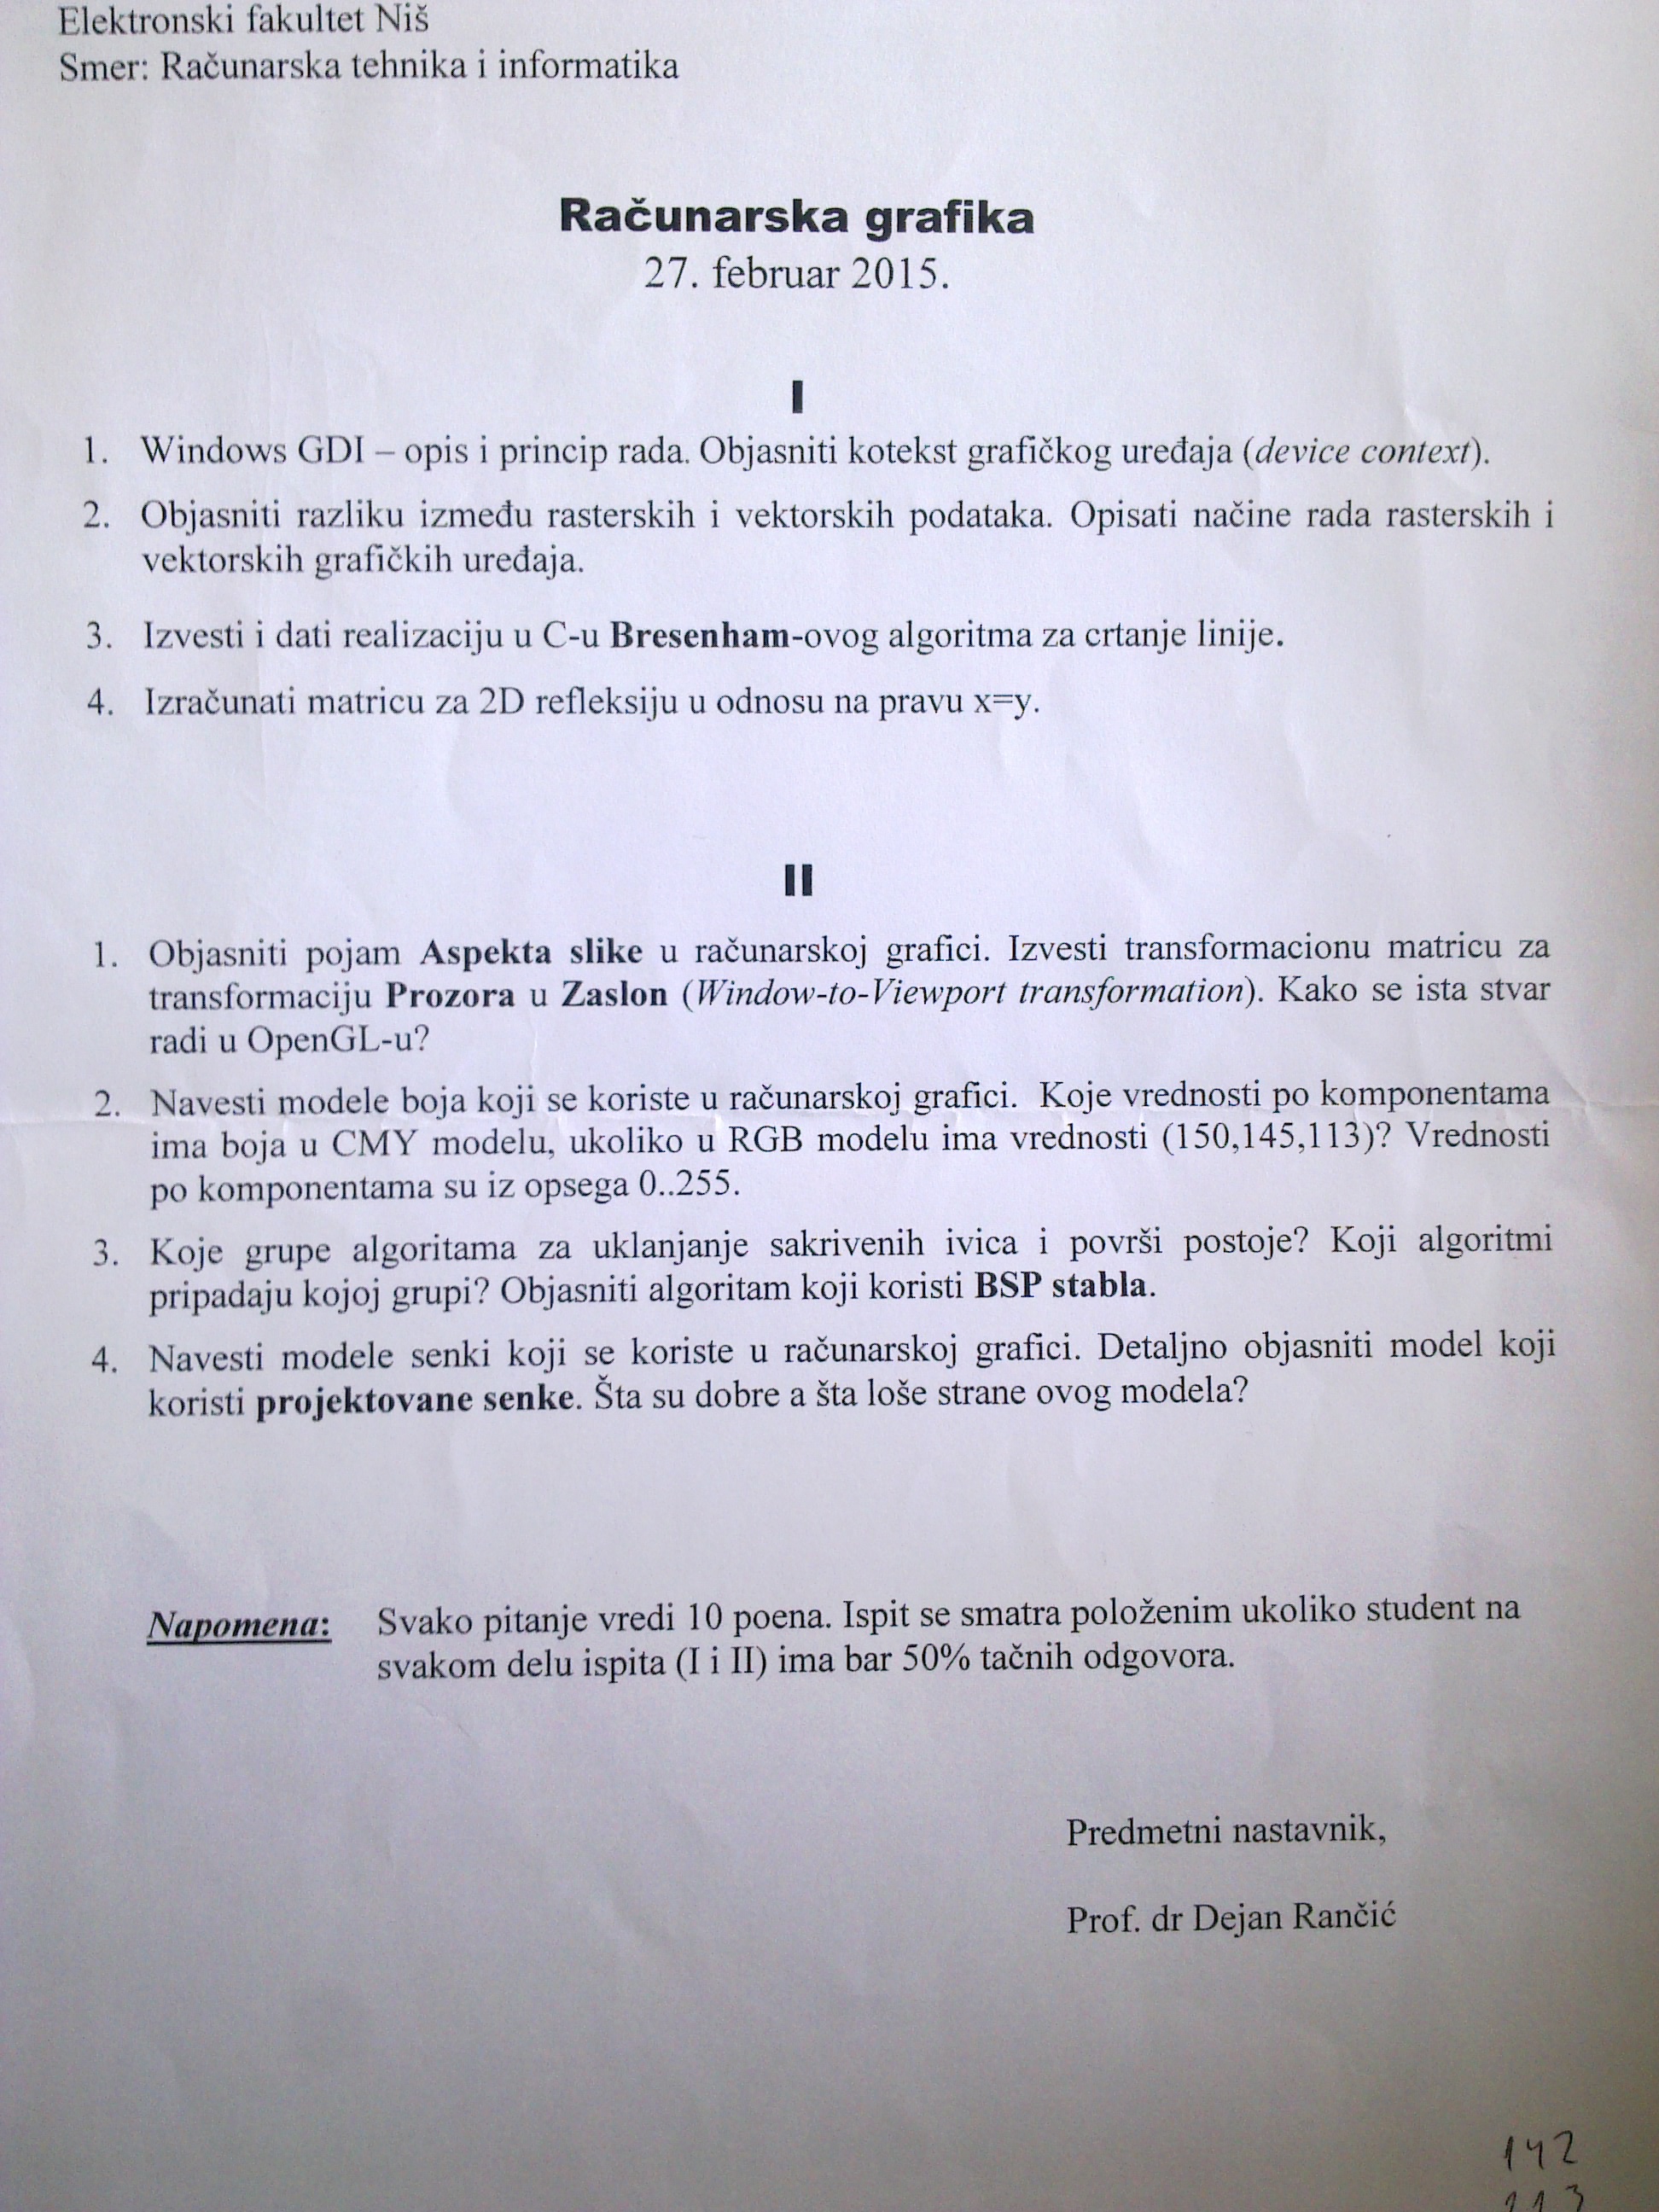 Elektronski fakultet Niš
Smer: Računarska tehnika i informatika
Računarska grafika
27. februar 2015.
I
1. Windows GDI – opis i princip rada. Objasniti kotekst grafičkog uređaja (device context).
2. Objasniti razliku između rasterskih i vektorskih podataka. Opisati načine rada rasterskih i
vektorskih grafičkih uređaja.
3. Izvesti i dati realizaciju u C-u Bresenham-ovog algoritma za crtanje linije.
4. Izračunati matricu za 2D refleksiju u odnosu na pravu x=y.
II
1. Objasniti pojam Aspekta slike u računarskoj grafici. Izvesti transformacionu matricu za
transformaciju Prozora u Zaslon (Window-to-Viewport transformation). Kako se ista stvar
radi u OpenGL-u?
2. Navesti modele boja koji se koriste u računarskoj grafici. Koje vrednosti po komponentama
ima boja u CMY modelu, ukoliko u RGB modelu ima vrednosti (150,145,113)? Vrednosti
po komponentama su iz opsega 0..255.
3. Koje grupe algoritama za uklanjanje sakrivenih ivica i površi postoje? Koji algoritmi
pripadaju kojoj grupi? Objasniti algoritam koji koristi BSP stabla.
4. Navesti modele senki koji se koriste u računarskoj grafici. Detaljno objasniti model koji
koristi projektovane senke. Šta su dobre a šta loše strane ovog modela?
Napomena: Svako pitanje vredi 10 poena. Ispit se smatra položenim ukoliko student na
svakom delu ispita (I i II) ima bar 50% tačnih odgovora.
Predmetni nastavnik,
Prof. dr Dejan Rančić
142